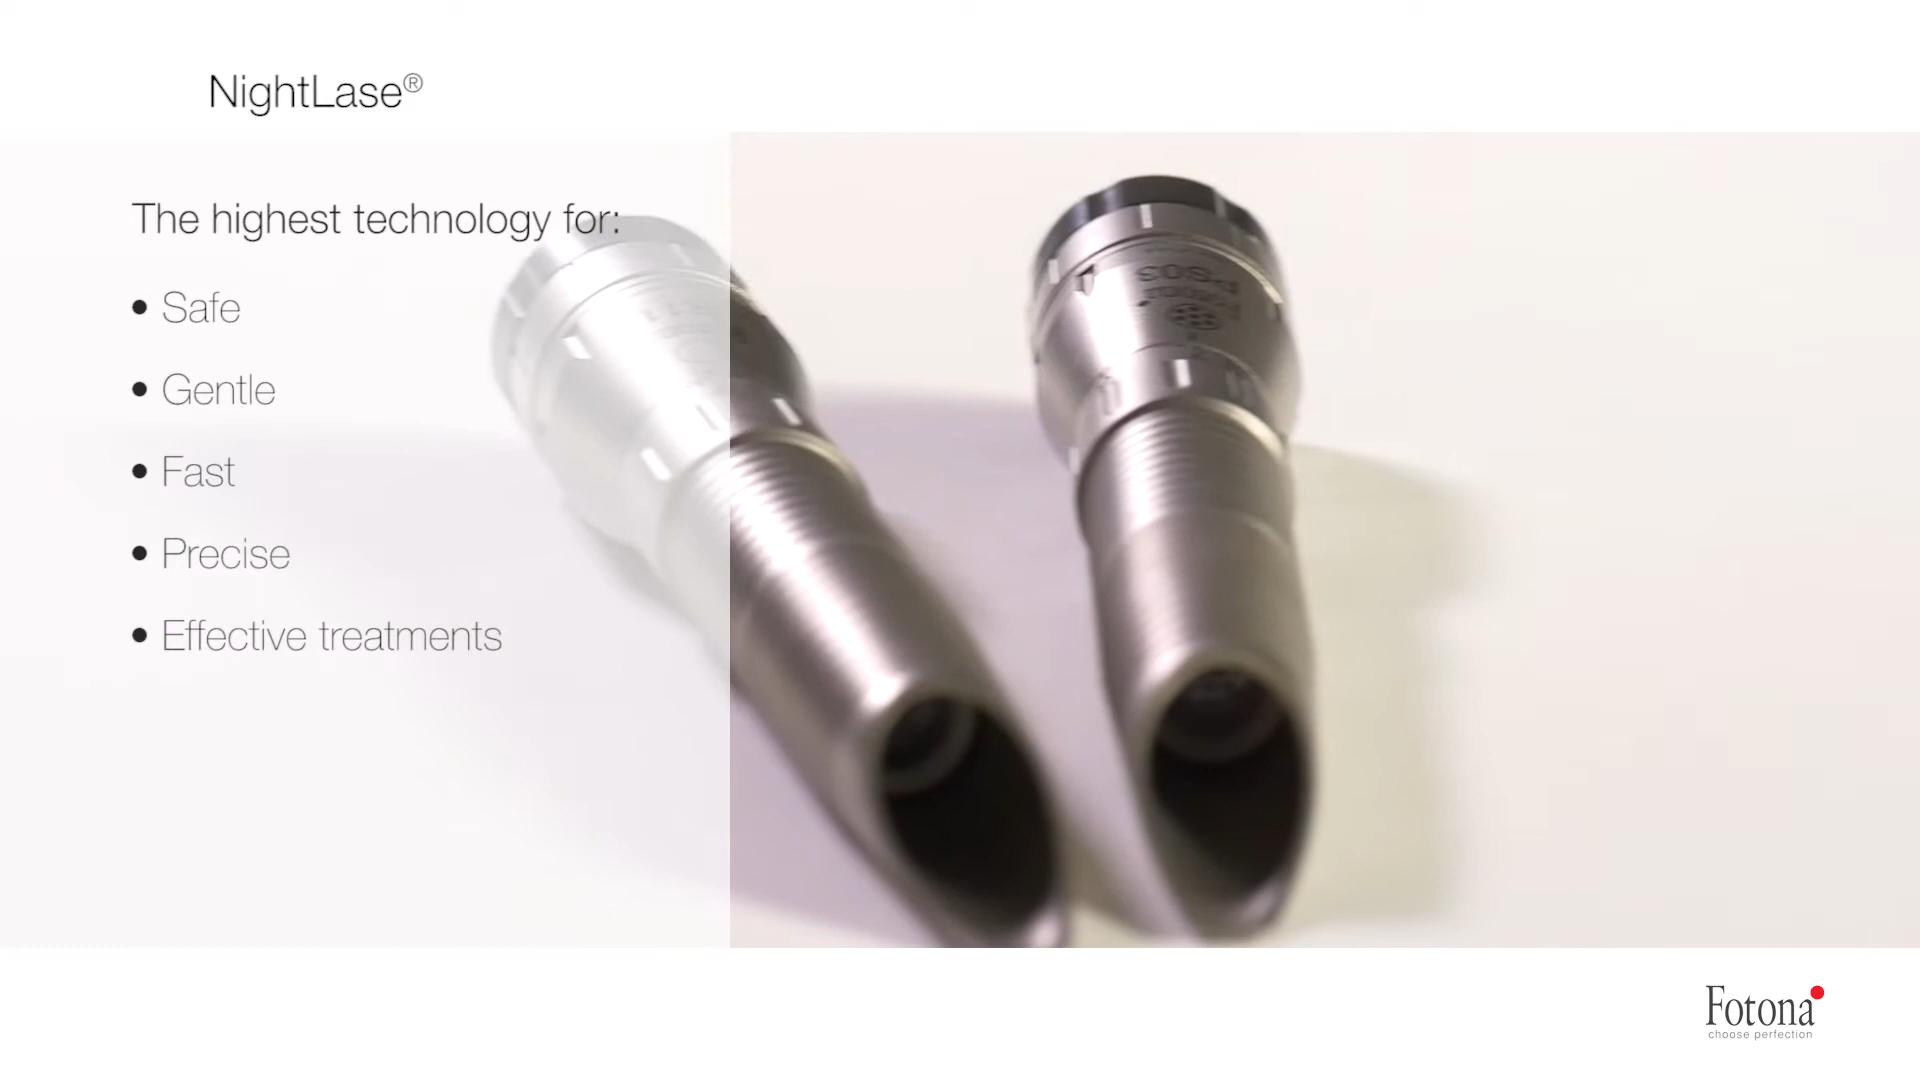 NightLase®
The highest technology for:
• Safe
• Gentle
• Fast
• Precise
• Effective treatments
Fotona
choose perfection